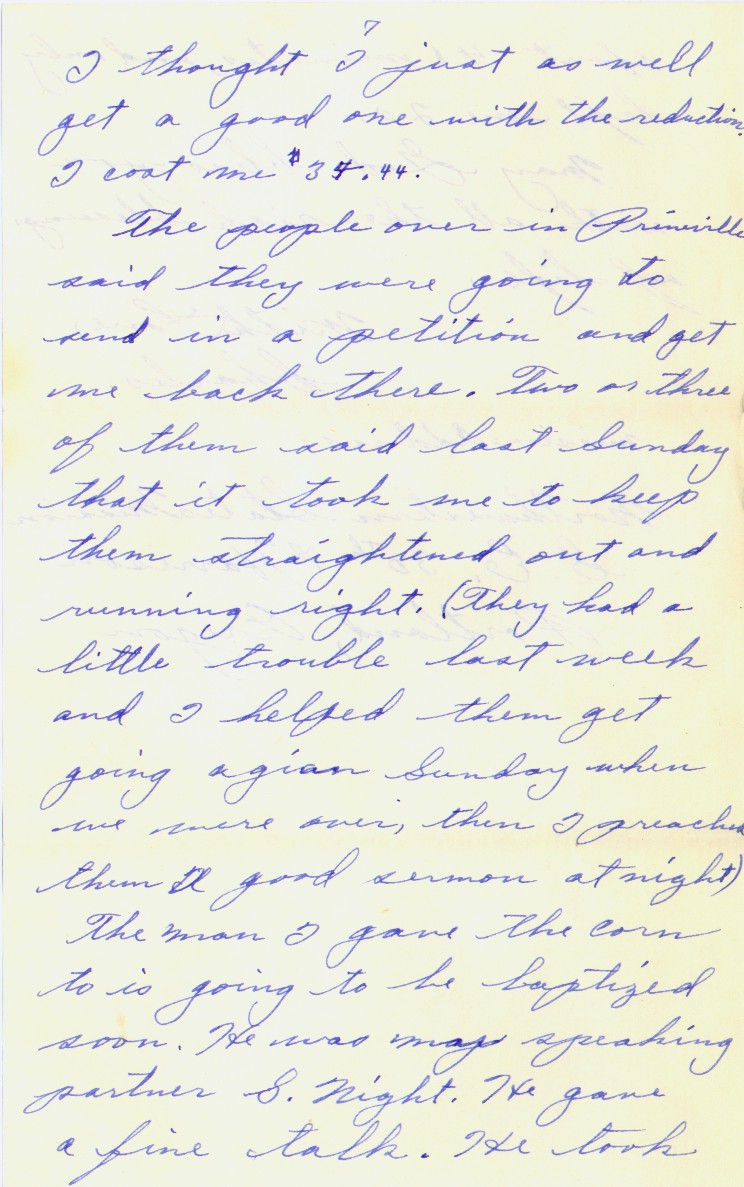 7
I thought I just as well
get a good one with the reduction.
I cost me $34.44.
The people over in Prineville
said they were going to
send in a petition and get
me back there. Two or three
of them said last Sunday
that it took me to keep
them straightened out and
running right. (They had a
little trouble last week
and I helped them get
going agian Sunday when
we were over, then I preached
them a good sermon at night)
The man I gave the corn
to is going to be baptized
soon. He was my speaking
partner S. Night. He gave
a fine talk. He took